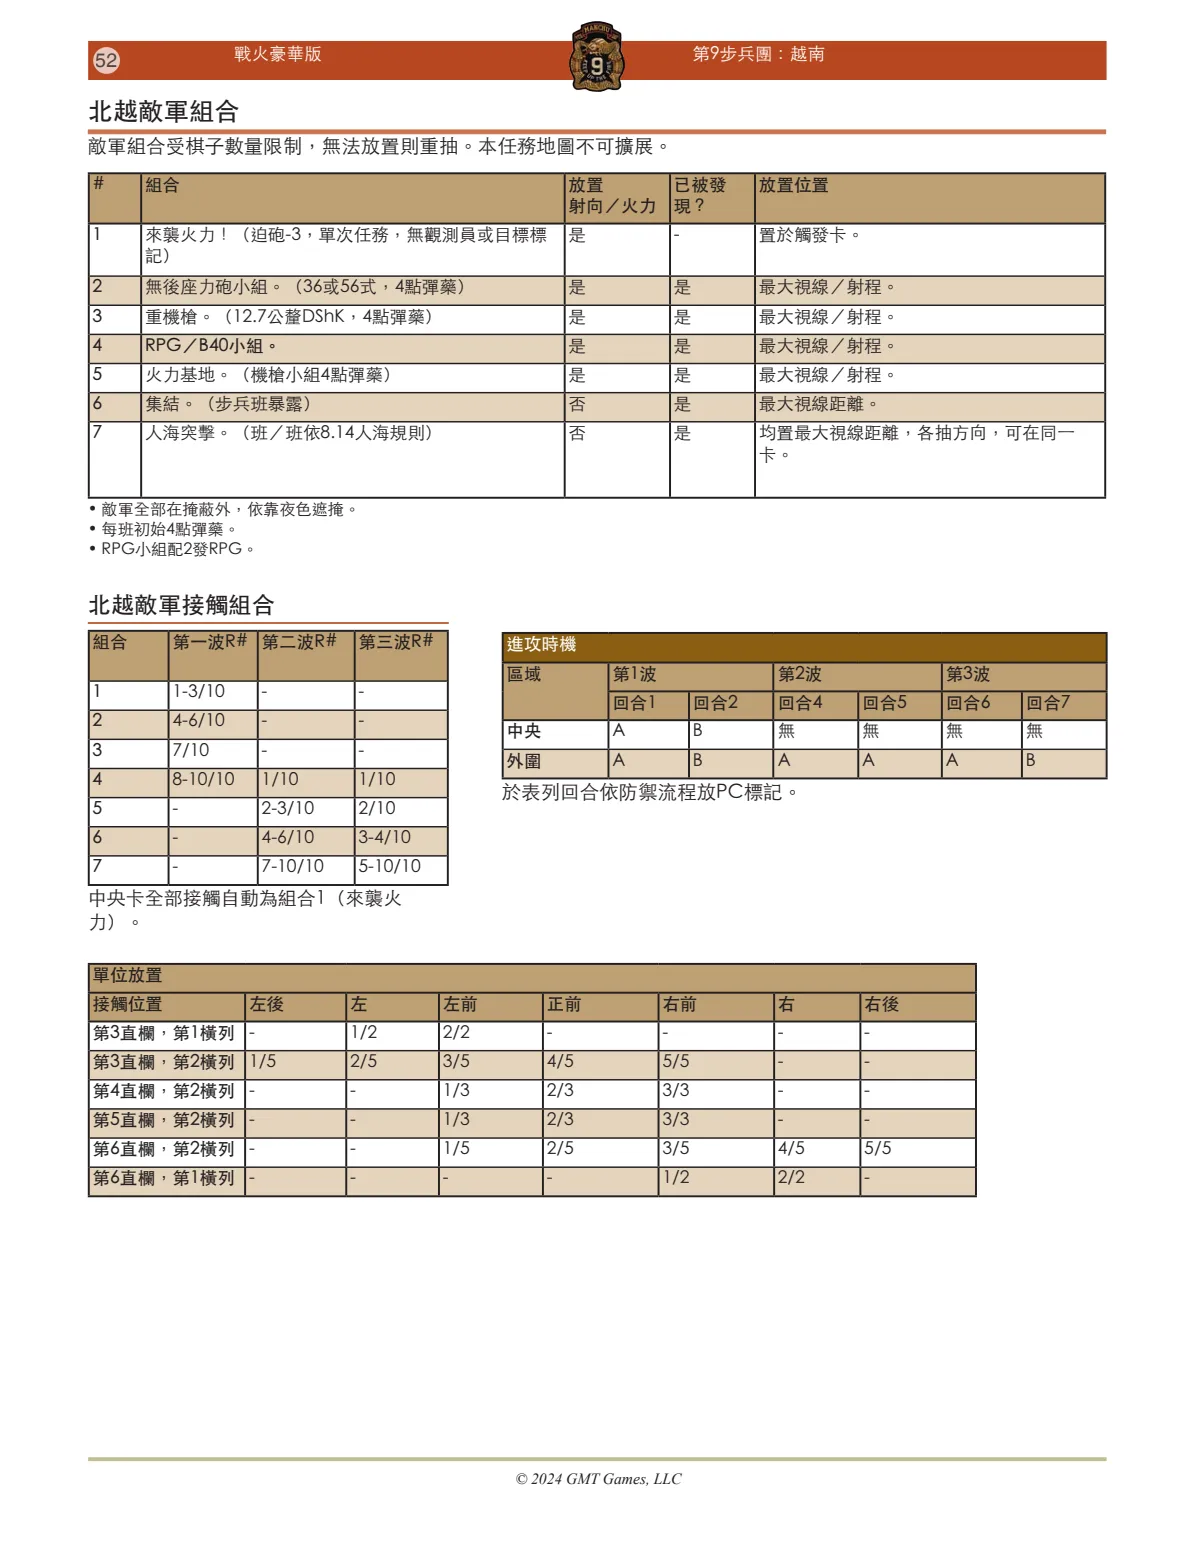 52
戰火豪華版
MANCHU
9
第9步兵團：越南
北越敵軍組合
敵軍組合受棋子數量限制，無法放置則重抽。本任務地圖不可擴展。
# 組合 放置 射向／火力 已被發現？ 放置位置
1 來襲火力！（迫砲-3，單次任務，無觀測員或目標標 是 - 置於觸發卡。
記）
2 無後座力砲小組。（36或56式，4點彈藥） 是 是 最大視線／射程。
3 重機槍。（12.7公釐DShK，4點彈藥） 是 是 最大視線／射程。
4 RPG／B40小組。 是 是 最大視線／射程。
5 火力基地。（機槍小組4點彈藥） 是 是 最大視線／射程。
6 集結。（步兵班暴露） 否 是 最大視線距離。
7 人海突擊。（班／班依8.14人海規則） 否 是 均置最大視線距離，各抽方向，可在同一
卡。
• 敵軍全部在掩蔽外，依靠夜色遮掩。
• 每班初始4點彈藥。
• RPG小組配2發RPG。
北越敵軍接觸組合
組合 第一波R# 第二波R# 第三波R#
1 1-3/10 - -
2 4-6/10 - -
3 7/10 - -
4 8-10/10 1/10 1/10
5 - 2-3/10 2/10
6 - 4-6/10 3-4/10
7 - 7-10/10 5-10/10
中央卡全部接觸自動為組合1（來襲火
力）。
進攻時機
區域 第1波 第2波 第3波
回合1 回合2 回合4 回合5 回合6 回合7
中央 A B 無 無 無 無
外圍 A B A A A B
於表列回合依防禦流程放PC標記。
單位放置
接觸位置 左後 左 左前 正前 右前 右 右後
第3直欄，第1橫列 - 1/2 2/2 - - - -
第3直欄，第2橫列 1/5 2/5 3/5 4/5 5/5 - -
第4直欄，第2橫列 - - 1/3 2/3 3/3 - -
第5直欄，第2橫列 - - 1/3 2/3 3/3 - -
第6直欄，第2橫列 - - 1/5 2/5 3/5 4/5 5/5
第6直欄，第1橫列 - - - - 1/2 2/2 -
© 2024 GMT Games, LLC